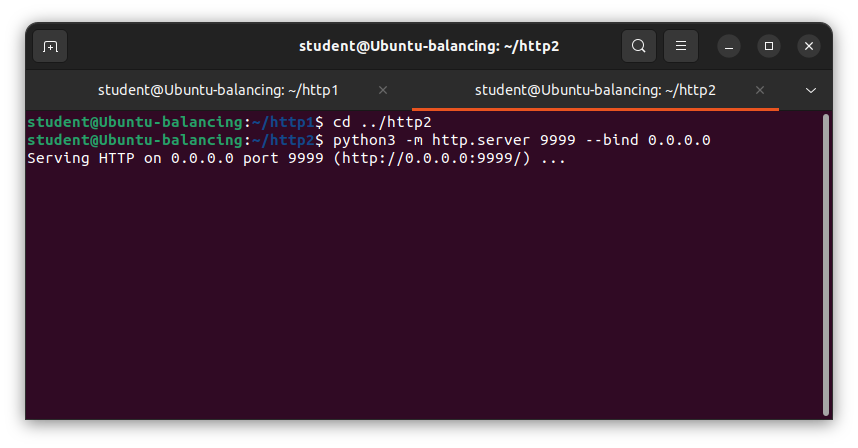 student@Ubuntu-balancing: ~/http2
student@Ubuntu-balancing: ~/http1
student@Ubuntu-balancing: ~/http2
student@Ubuntu-balancing:~/http1$ cd ../http2
student@Ubuntu-balancing:~/http2$ python3 -m http.server 9999 --bind 0.0.0.0
Serving HTTP on 0.0.0.0 port 9999 (http://0.0.0.0:9999/) ...